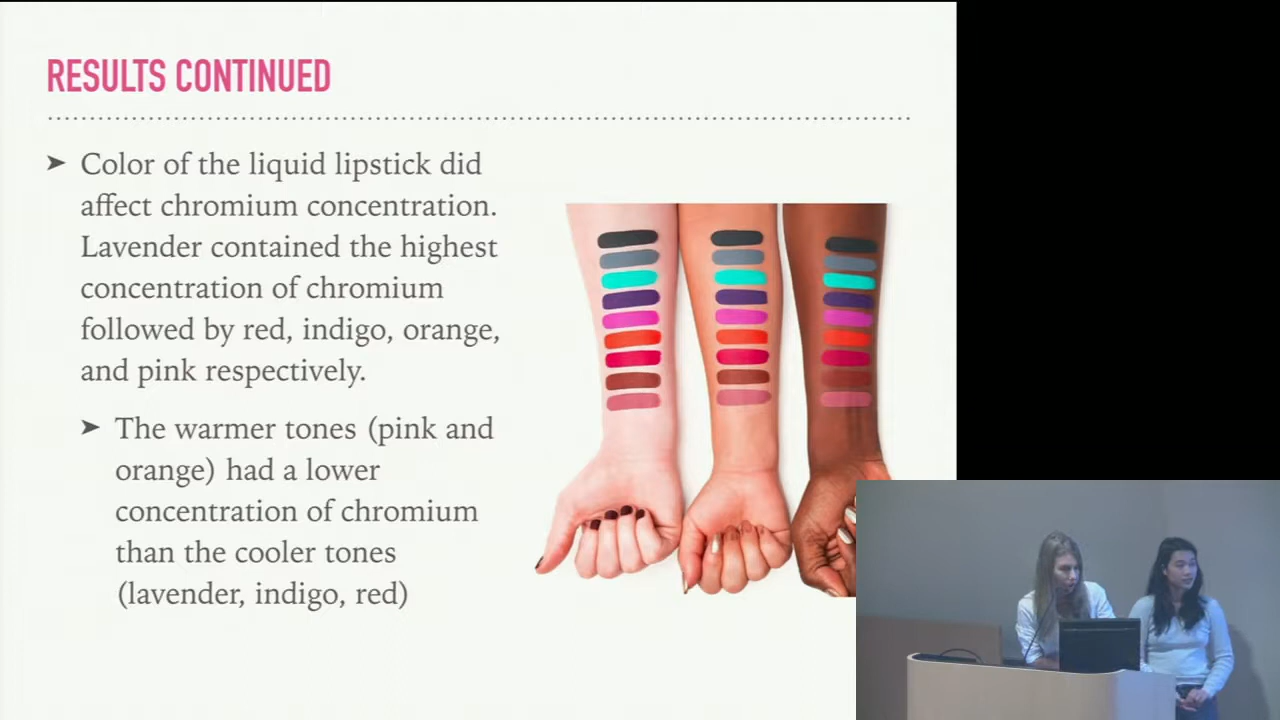 RESULTS CONTINUED
➤ Color of the liquid lipstick did
affect chromium concentration.
Lavender contained the highest
concentration of chromium
followed by red, indigo, orange,
and pink respectively.
➤ The warmer tones (pink and
orange) had a lower
concentration of chromium
than the cooler tones
(lavender, indigo, red)